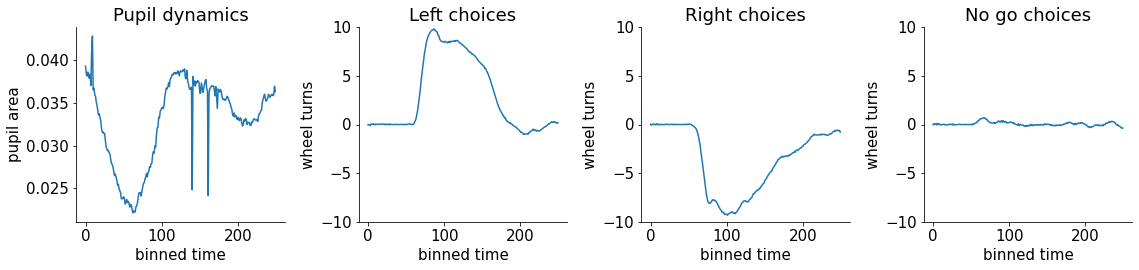 Pupil dynamics
pupil area
0.040
0.035
0.030
0.025
0 100 200
binned time
Left choices
wheel turns
10
5
0
−5
−10
0 100 200
binned time
Right choices
wheel turns
10
5
0
−5
−10
0 100 200
binned time
No go choices
wheel turns
10
5
0
−5
−10
0 100 200
binned time